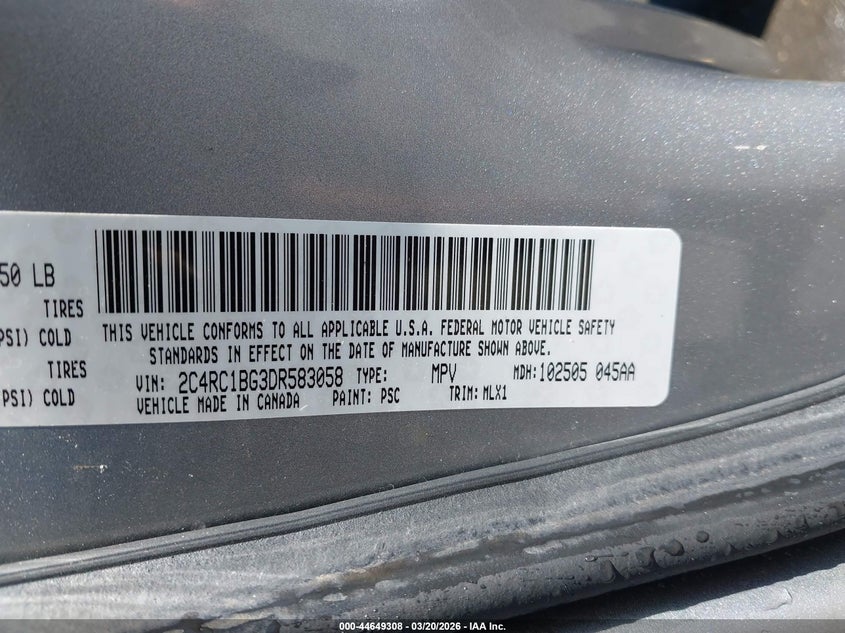 50 LB
TIRES
PSI) COLD
TIRES
PSI) COLD
THIS VEHICLE CONFORMS TO ALL APPLICABLE U.S.A. FEDERAL MOTOR VEHICLE SAFETY
STANDARDS IN EFFECT ON THE DATE OF MANUFACTURE SHOWN ABOVE.
VIN: 2C4RC1BG3DR583058 TYPE: MPV MDH: 102505 045AA
VEHICLE MADE IN CANADA PAINT: PSC TRIM: MLX1
000-44649308 - 03/20/2026 - IAA Inc.